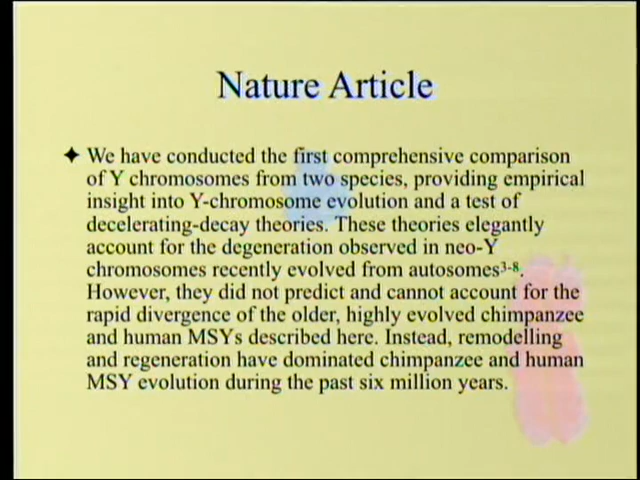 Nature Article
✦ We have conducted the first comprehensive comparison
of Y chromosomes from two species, providing empirical
insight into Y-chromosome evolution and a test of
decelerating-decay theories. These theories elegantly
account for the degeneration observed in neo-Y
chromosomes recently evolved from autosomes³⁻⁸.
However, they did not predict and cannot account for the
rapid divergence of the older, highly evolved chimpanzee
and human MSYs described here. Instead, remodelling
and regeneration have dominated chimpanzee and human
MSY evolution during the past six million years.